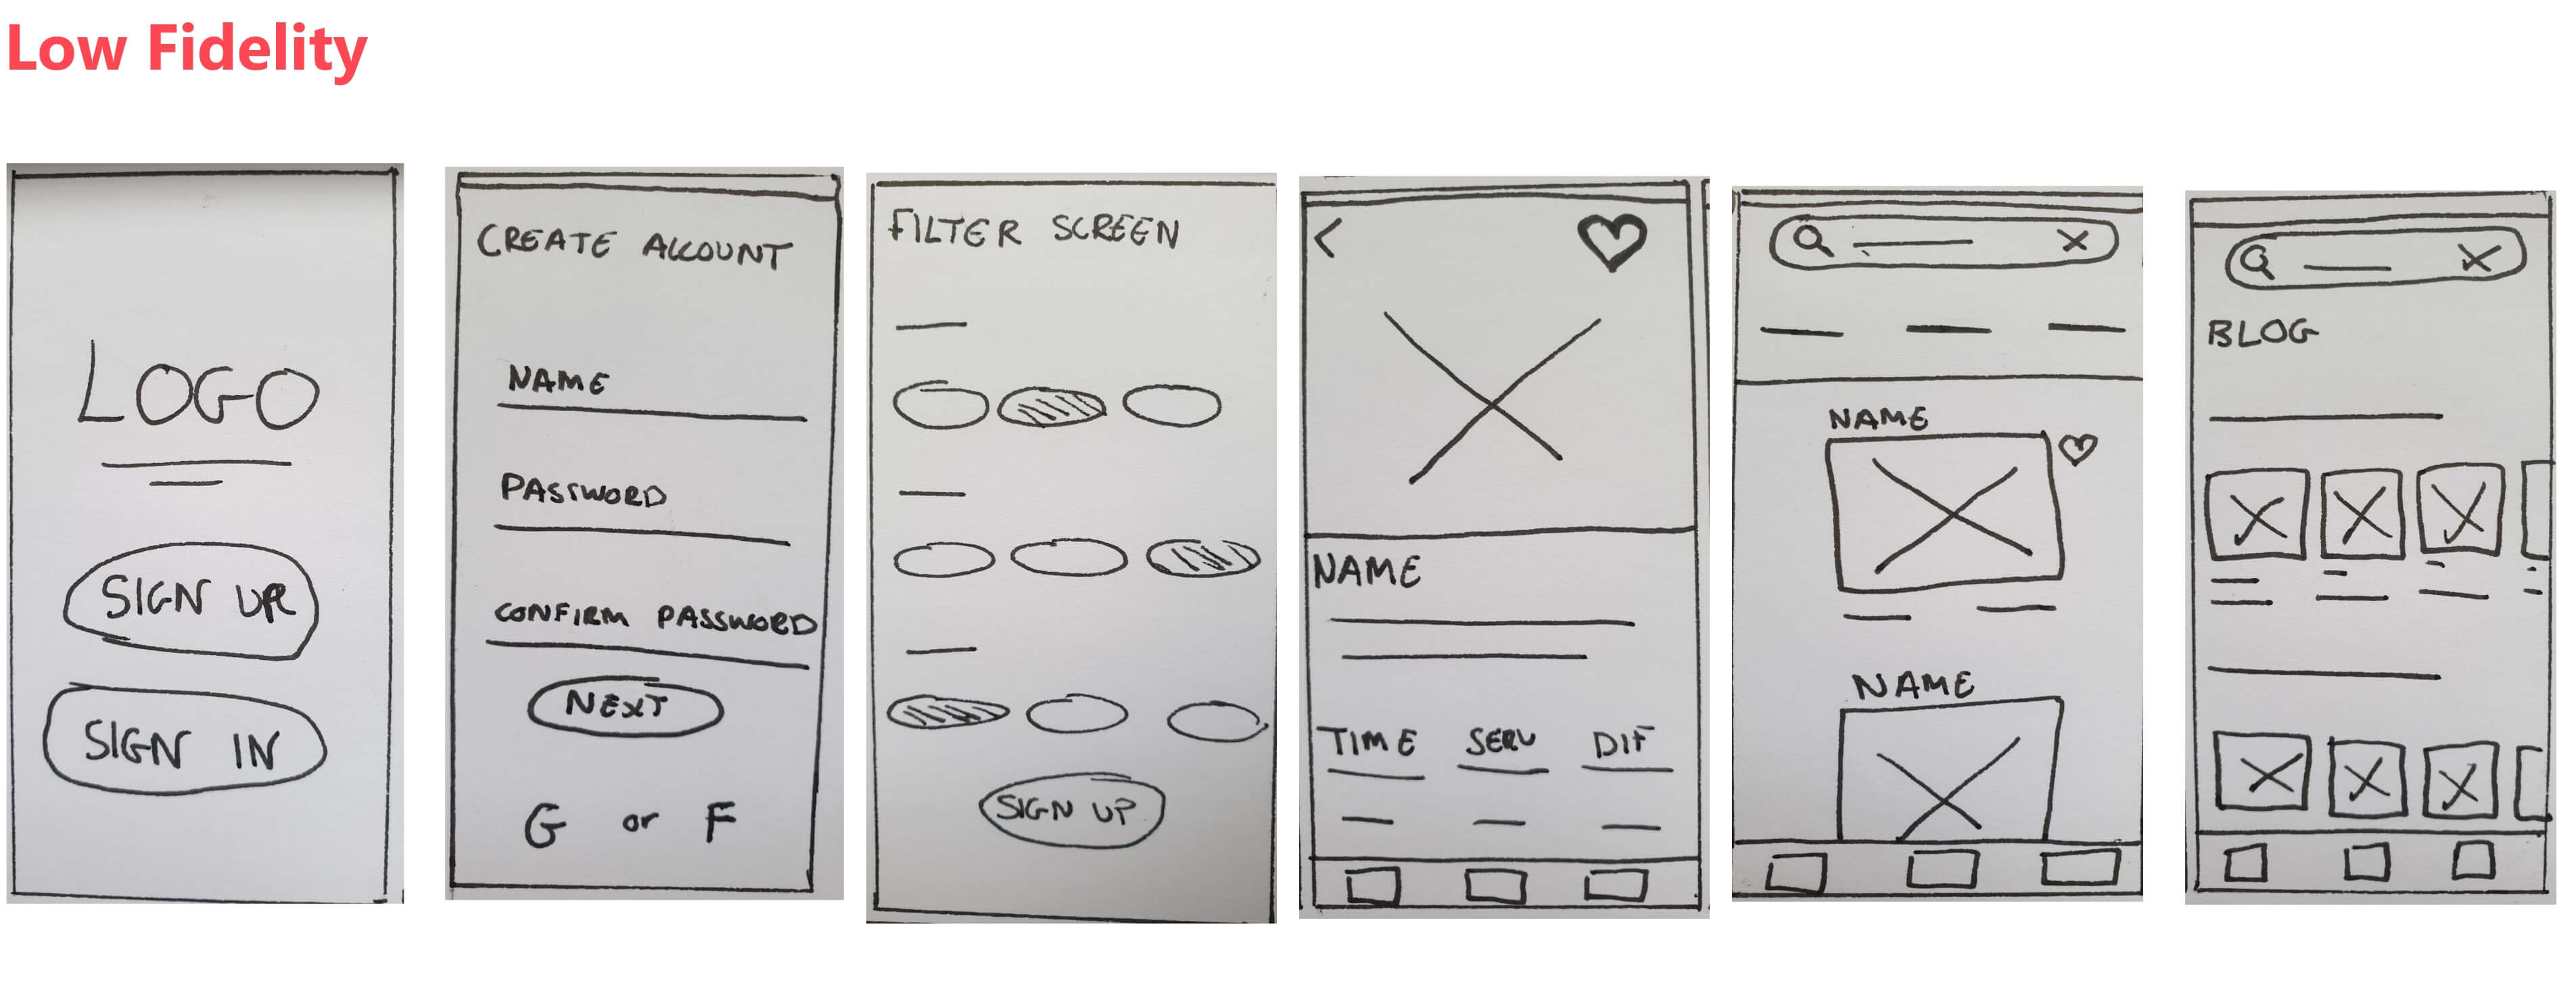 Low Fidelity
LOGO
SIGN UP
SIGN IN
CREATE ACCOUNT
NAME
PASSWORD
CONFIRM PASSWORD
NEXT
G or F
FILTER SCREEN
SIGN UP
NAME
TIME SERV DIF
NAME
NAME
BLOG